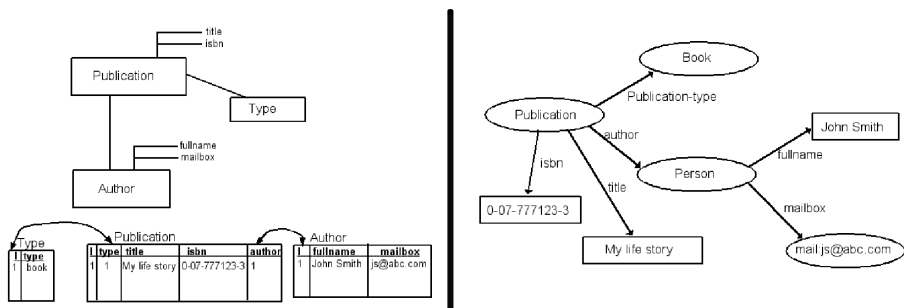 title
isbn
Publication
Type
fullname
mailbox
Author
Type
I type
1 book
Publication
I type title isbn author
1 1 My life story 0-07-777123-3 1
Author
I fullname mailbox
1 John Smith js@abc.com
Book
Publication-type
Publication
author
John Smith
fullname
isbn
Person
title
mailbox
0-07-777123-3
My life story
mail:js@abc.com